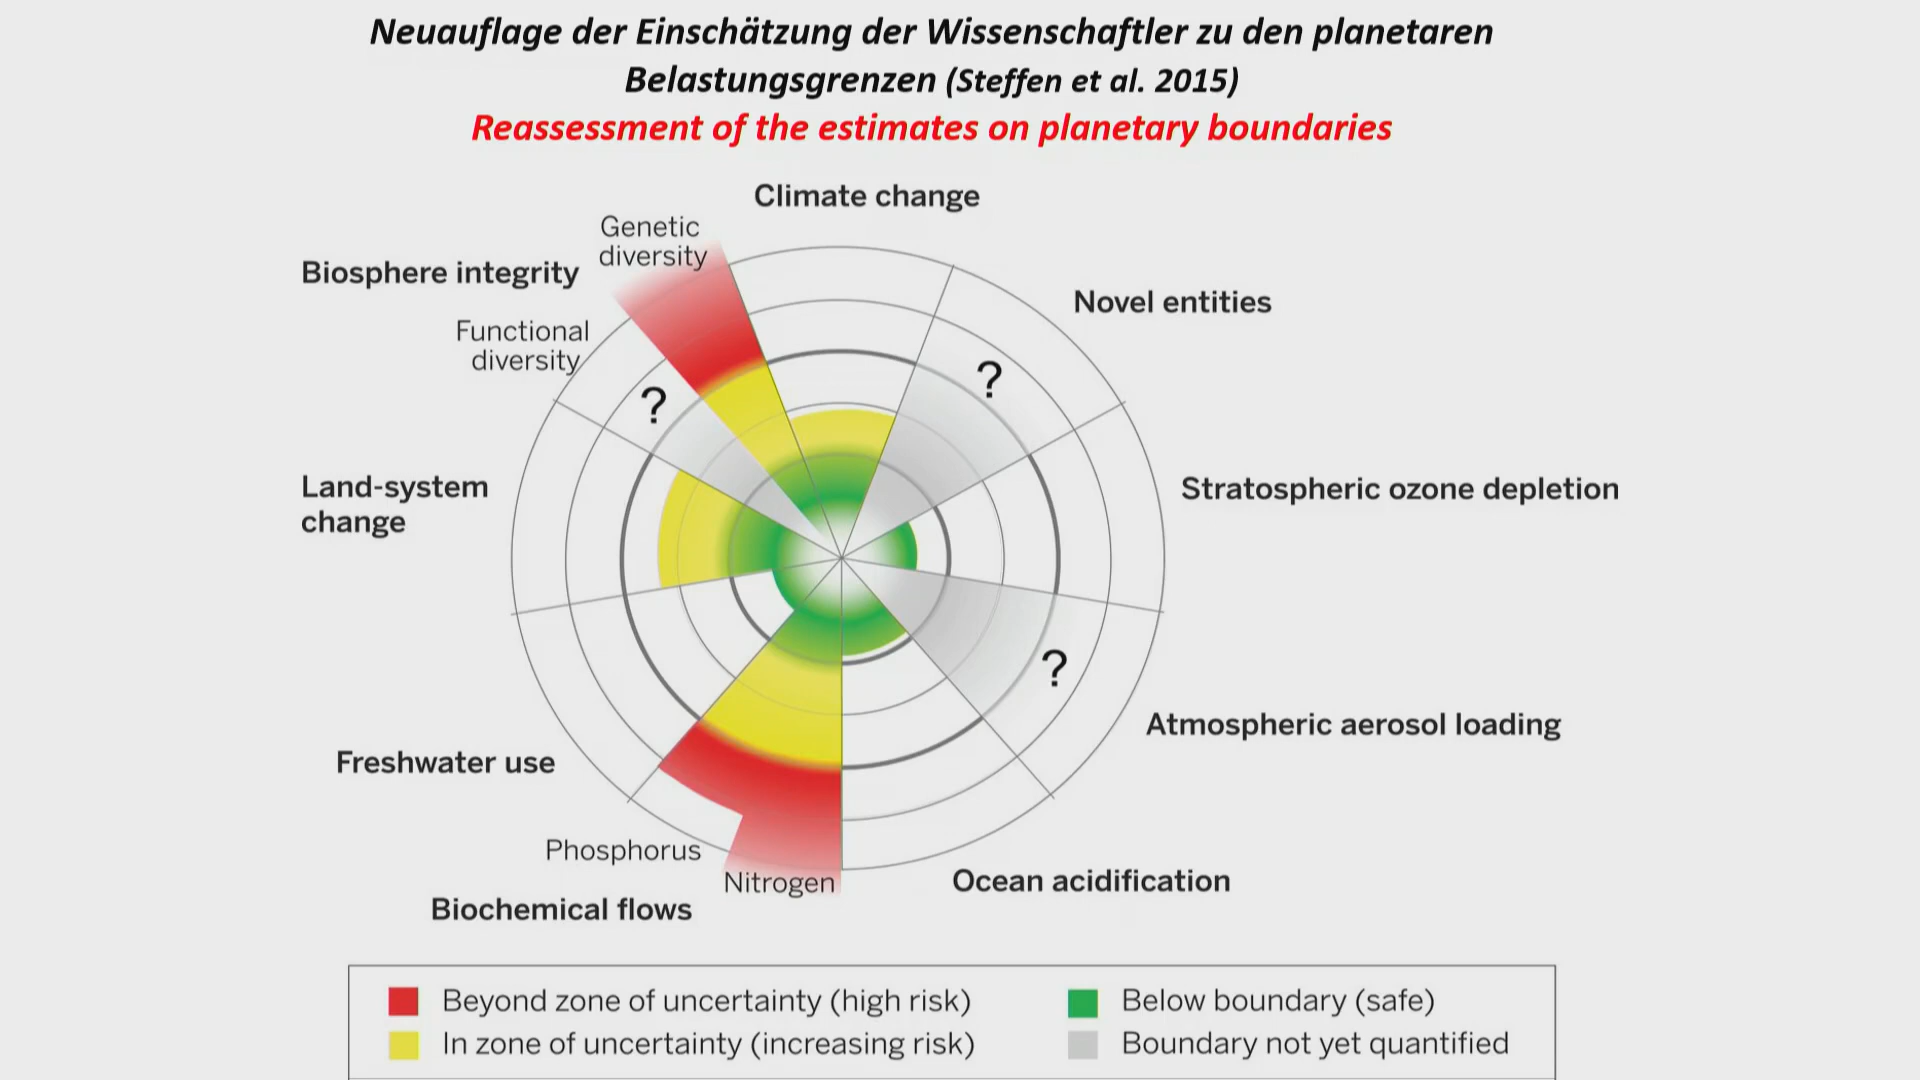 Neuauflage der Einschätzung der Wissenschaftler zu den planetaren
Belastungsgrenzen (Steffen et al. 2015)
Reassessment of the estimates on planetary boundaries
Climate change
Genetic
diversity
Biosphere integrity
Novel entities
Functional
diversity
?
?
Land-system
change
Stratospheric ozone depletion
?
Atmospheric aerosol loading
Freshwater use
Phosphorus
Nitrogen
Ocean acidification
Biochemical flows
Beyond zone of uncertainty (high risk)
Below boundary (safe)
In zone of uncertainty (increasing risk)
Boundary not yet quantified